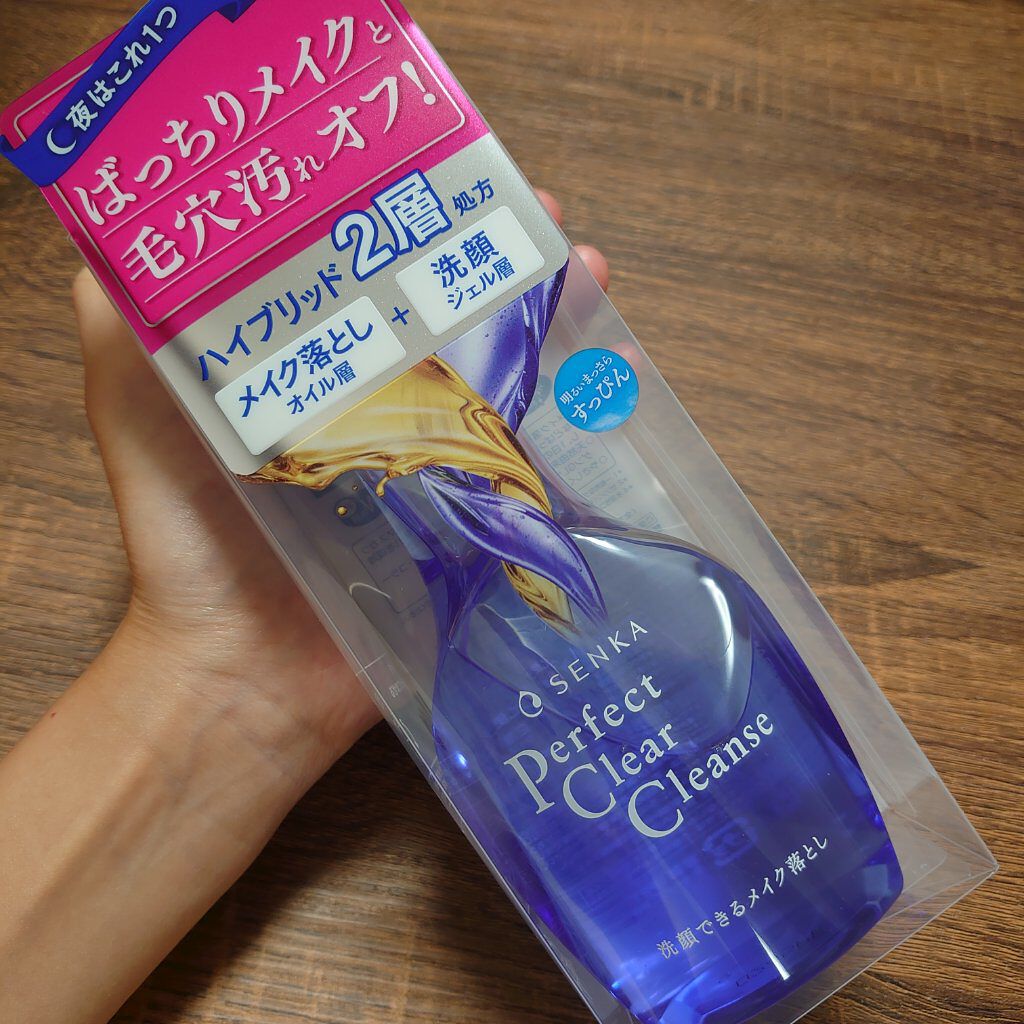 夜はこれ1つ
ばっちりメイクと
毛穴汚れオフ!
ハイブリッド2層処方
メイク落とし
オイル層
+
洗顔
ジェル層
明るいまっさら
すっぴん
SENKA
Perfect
Clear
Cleanse
洗顔できるメイク落とし